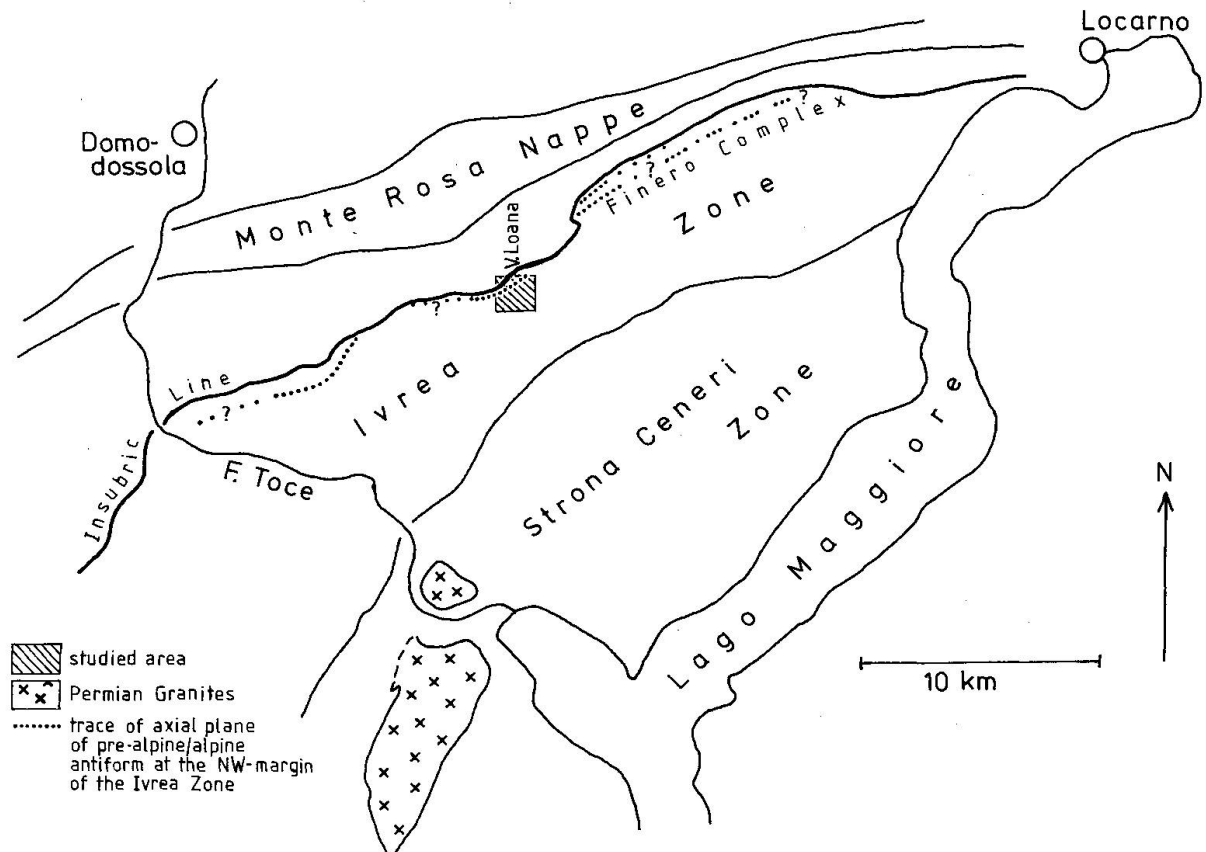 Locarno
Domo-
dossola
Monte Rosa Nappe
?
Finero Complex
?
Zone
V. Loana
?
Line
?
Ivrea
Insubric
F. Toce
Strona Ceneri
Zone
Lago Maggiore
N
10 km
studied area
Permian Granites
trace of axial plane
of pre-alpine/alpine
antiform at the NW-margin
of the Ivrea Zone